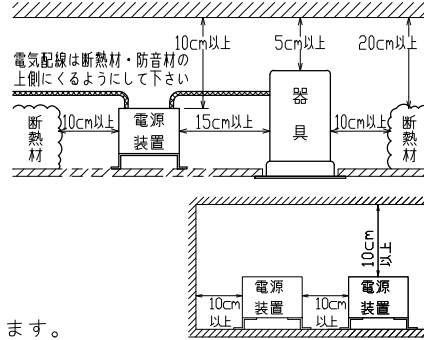 10cm以上
5cm以上
20cm以上
電気配線は断熱材・防音材の
上側にくるようにして下さい
断熱材
10cm以上
電源
装置
15cm以上
器具
10cm以上
断熱材
10cm
以上
10cm
以上
電源
装置
10cm
以上
電源
装置
ます。